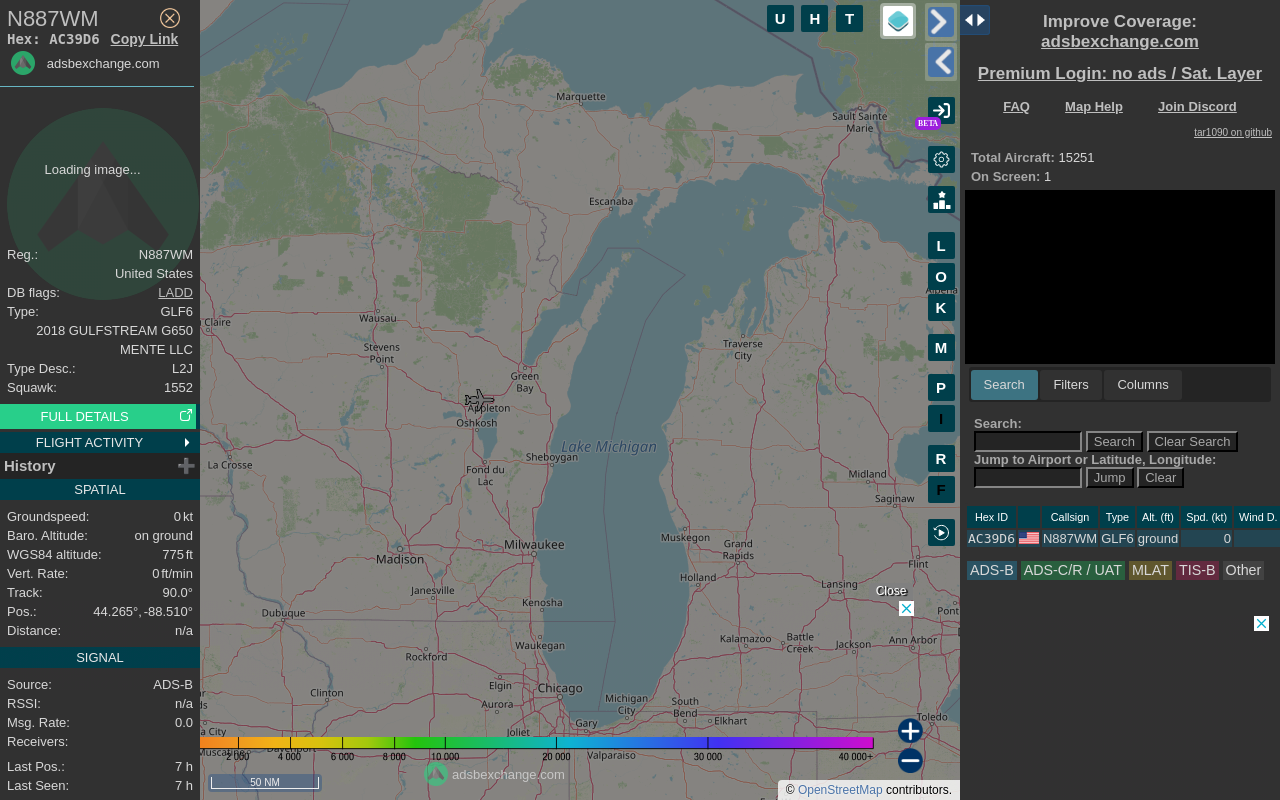 N887WM
Hex: AC39D6 Copy Link
adsbexchange.com
Loading image...
Reg.: N887WM
United States
DB flags: LADD
Type: GLF6
2018 GULFSTREAM G650
MENTE LLC
Type Desc.: L2J
Squawk: 1552
FULL DETAILS
FLIGHT ACTIVITY
History
SPATIAL
Groundspeed: 0 kt
Baro. Altitude: on ground
WGS84 altitude: 775 ft
Vert. Rate: 0 ft/min
Track: 90.0°
Pos.: 44.265°, -88.510°
Distance: n/a
SIGNAL
Source: ADS-B
RSSI: n/a
Msg. Rate: 0.0
Receivers:
Last Pos.: 7 h
Last Seen: 7 h
U H T
BETA
L
O
K
M
P
I
R
F
Marquette
Sault Sainte
Marie
Escanaba
Claire
Wausau
Stevens
Point
Traverse
City
Green
Bay
Appleton
Oshkosh
Lake Michigan
La Crosse
Sheboygan
Fond du
Lac
Midland
Saginaw
Muskegon
Grand
Rapids
Milwaukee
Madison
Flint
Holland
Lansing
Janesville
Close
Kenosha
Pont
Dubuque
Waukegan
Kalamazoo
Battle
Creek
Jackson
Ann Arbor
Rockford
Elgin
Chicago
Clinton
Aurora
Michigan
City
South
Bend
Elkhart
Toledo
Gary
Joliet
a City
Davenport
Valparaiso
2 000 4 000 6 000 8 000 10 000 20 000 30 000 40 000+
adsbexchange.com
50 NM
© OpenStreetMap contributors.
Improve Coverage:
adsbexchange.com
Premium Login: no ads / Sat. Layer
FAQ Map Help Join Discord
tar1090 on github
Total Aircraft: 15251
On Screen: 1
Search Filters Columns
Search:
Search Clear Search
Jump to Airport or Latitude, Longitude:
Jump Clear
Hex ID Callsign Type Alt. (ft) Spd. (kt) Wind D.
AC39D6 N887WM GLF6 ground 0
ADS-B ADS-C/R / UAT MLAT TIS-B Other